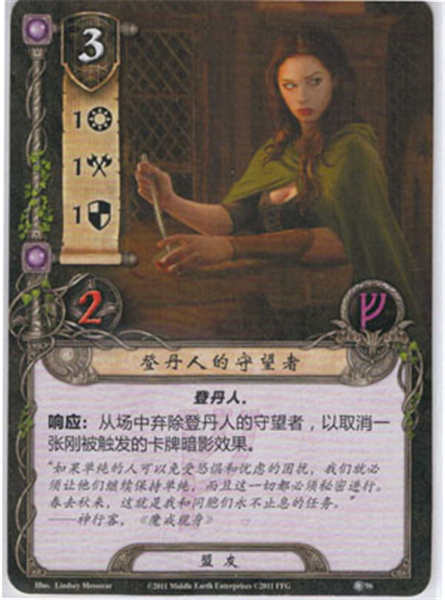 3
1
1
1
2
登丹人的守望者
登丹人.
响应：从场中弃除登丹人的守望者，以取消一
张刚被触发的卡牌暗影效果。
“如果单纯的人可以免受恐惧和忧虑的困扰，我们就必
须让他们继续保持单纯，而且这一切都必须秘密进行。
春去秋来，这就是我和同胞们永不止息的任务。”
——神行客，《魔戒现身》
盟友
Illus. Lindsey Messecar ©2011 Middle Earth Enterprises ©2011 FFG